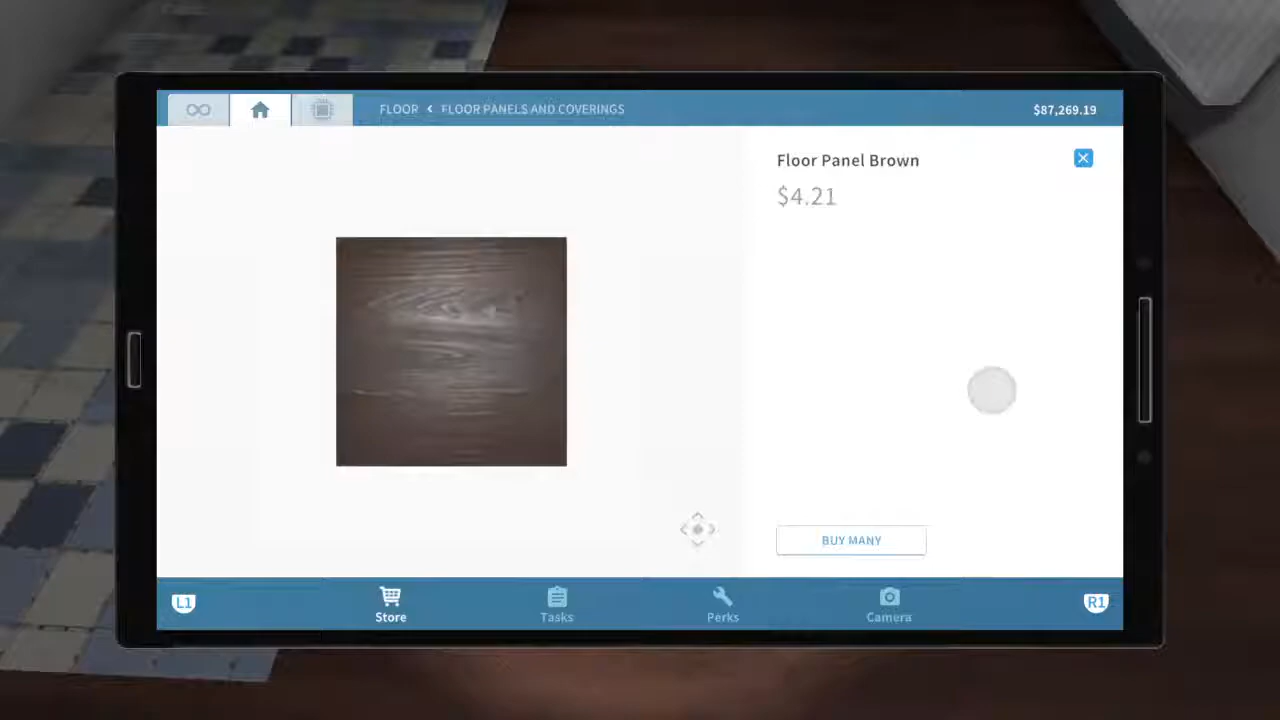 FLOOR < FLOOR PANELS AND COVERINGS
$87,269.19
Floor Panel Brown
$4.21
BUY MANY
L1
Store
Tasks
Perks
Camera
R1